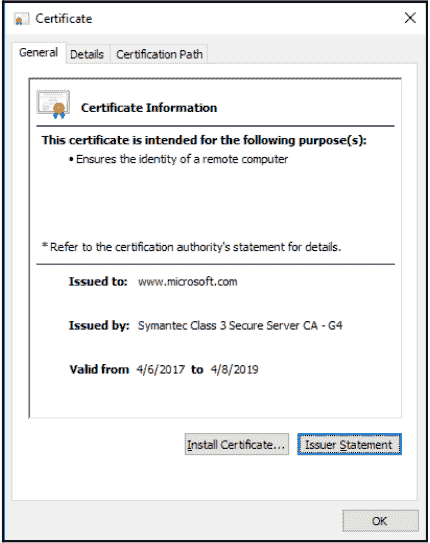 Certificate
General Details Certification Path
Certificate Information
This certificate is intended for the following purpose(s):
• Ensures the identity of a remote computer
* Refer to the certification authority's statement for details.
Issued to: www.microsoft.com
Issued by: Symantec Class 3 Secure Server CA - G4
Valid from 4/6/2017 to 4/8/2019
Install Certificate... Issuer Statement
OK